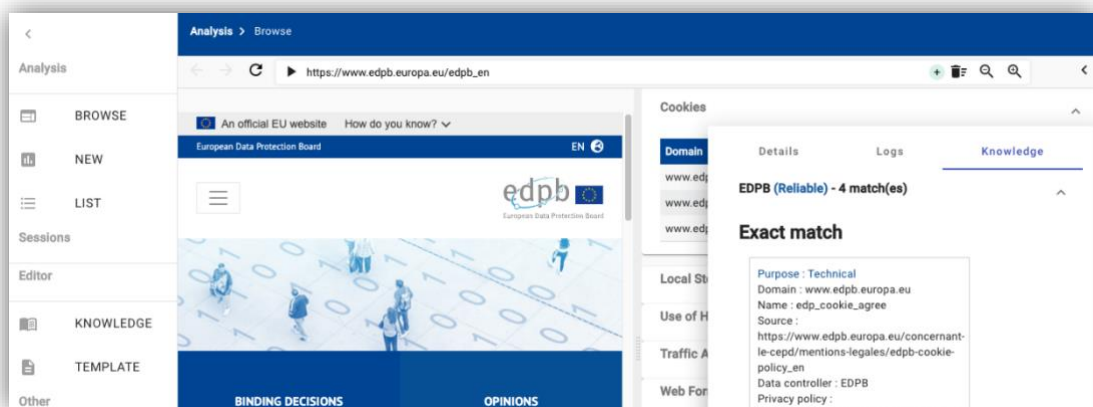 Analysis
BROWSE
NEW
LIST
Sessions
Editor
KNOWLEDGE
TEMPLATE
Other
Analysis > Browse
https://www.edpb.europa.eu/edpb_en
An official EU website How do you know?
European Data Protection Board EN
edpb
European Data Protection Board
BINDING DECISIONS OPINIONS
Cookies
Domain
www.edp
www.edp
www.edp
Local St
Use of H
Traffic A
Web For
Details Logs Knowledge
EDPB (Reliable) - 4 match(es)
Exact match
Purpose : Technical
Domain : www.edpb.europa.eu
Name : edp_cookie_agree
Source :
https://www.edpb.europa.eu/concernant-
le-cepd/mentions-legales/edpb-cookie-
policy_en
Data controller : EDPB
Privacy policy :